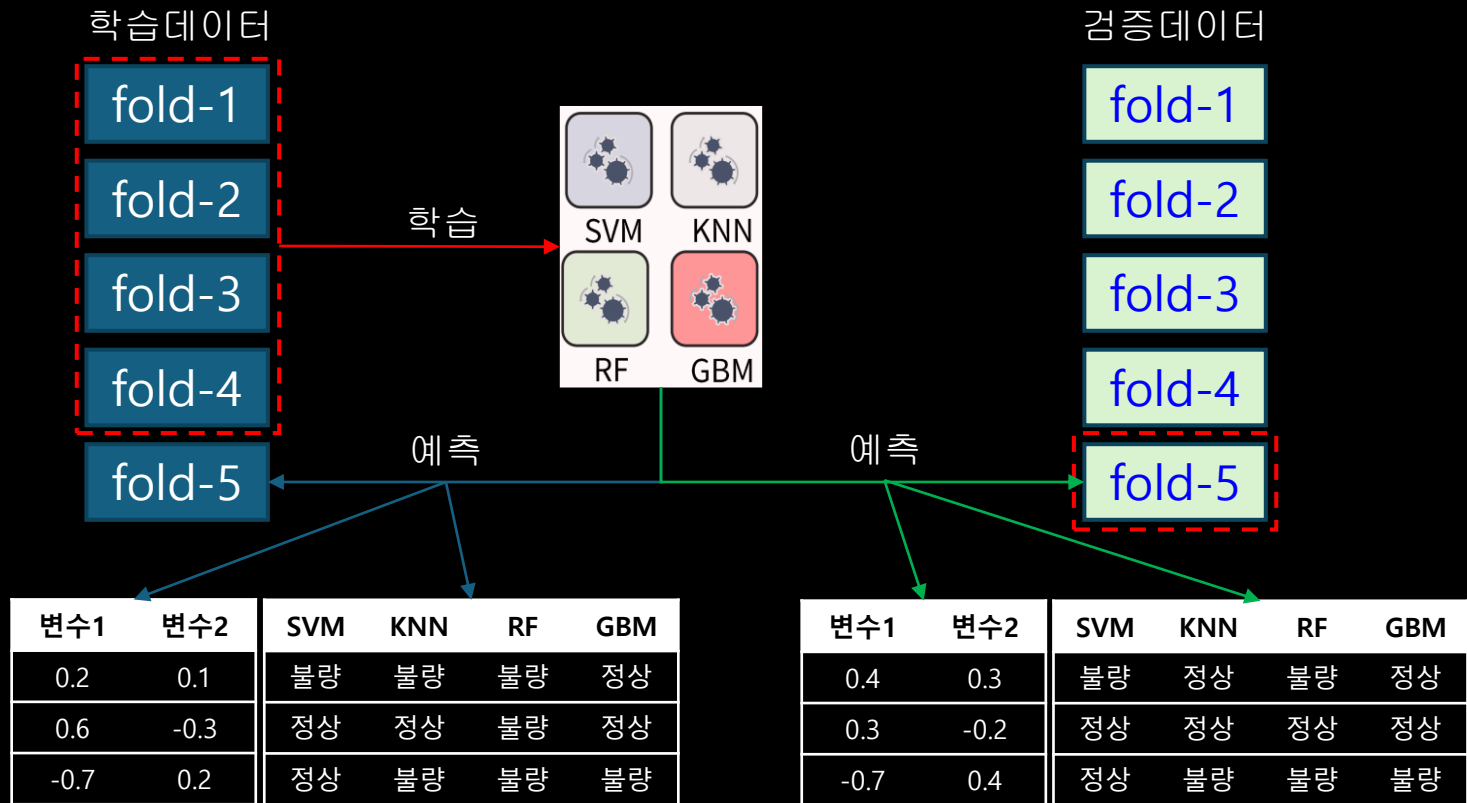 학습데이터
fold-1
fold-2
fold-3
fold-4
fold-5
학습
SVM KNN
RF GBM
예측
예측
검증데이터
fold-1
fold-2
fold-3
fold-4
fold-5
변수1 변수2 SVM KNN RF GBM
0.2 0.1 불량 불량 불량 정상
0.6 -0.3 정상 정상 불량 정상
-0.7 0.2 정상 불량 불량 불량
변수1 변수2 SVM KNN RF GBM
0.4 0.3 불량 정상 불량 정상
0.3 -0.2 정상 정상 정상 정상
-0.7 0.4 정상 불량 불량 불량